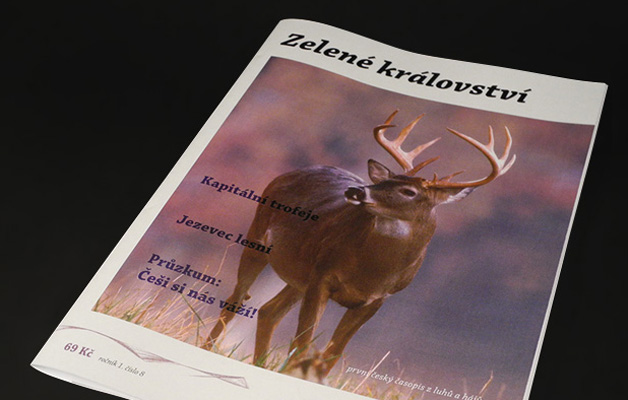 Zelené království
Kapitální trofeje
Jezevec lesní
Průzkum:
Češi si nás váží!
69 Kč
ročník 1, číslo 8
první český časopis z luhů a hájů